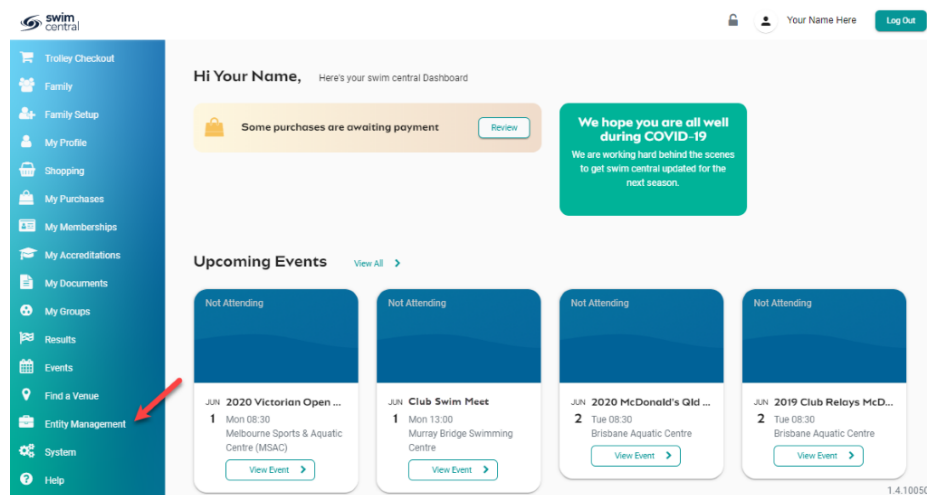 swim
central
Your Name Here
Log Out
Trolley Checkout
Family
Family Setup
My Profile
Shopping
My Purchases
My Memberships
My Accreditations
My Documents
My Groups
Results
Events
Find a Venue
Entity Management
System
Help
Hi Your Name, Here's your swim central Dashboard
Some purchases are awaiting payment Review
We hope you are all well
during COVID-19
We are working hard behind the scenes
to get swim central updated for the
next season.
Upcoming Events View All
Not Attending
JUN 2020 Victorian Open ...
1 Mon 08:30
Melbourne Sports & Aquatic
Centre (MSAC)
View Event
Not Attending
JUN Club Swim Meet
1 Mon 13:00
Murray Bridge Swimming
Centre
View Event
Not Attending
JUN 2020 McDonald's Qld ...
2 Tue 08:30
Brisbane Aquatic Centre
View Event
Not Attending
JUN 2019 Club Relays McD...
2 Tue 08:30
Brisbane Aquatic Centre
View Event
1.4.10050